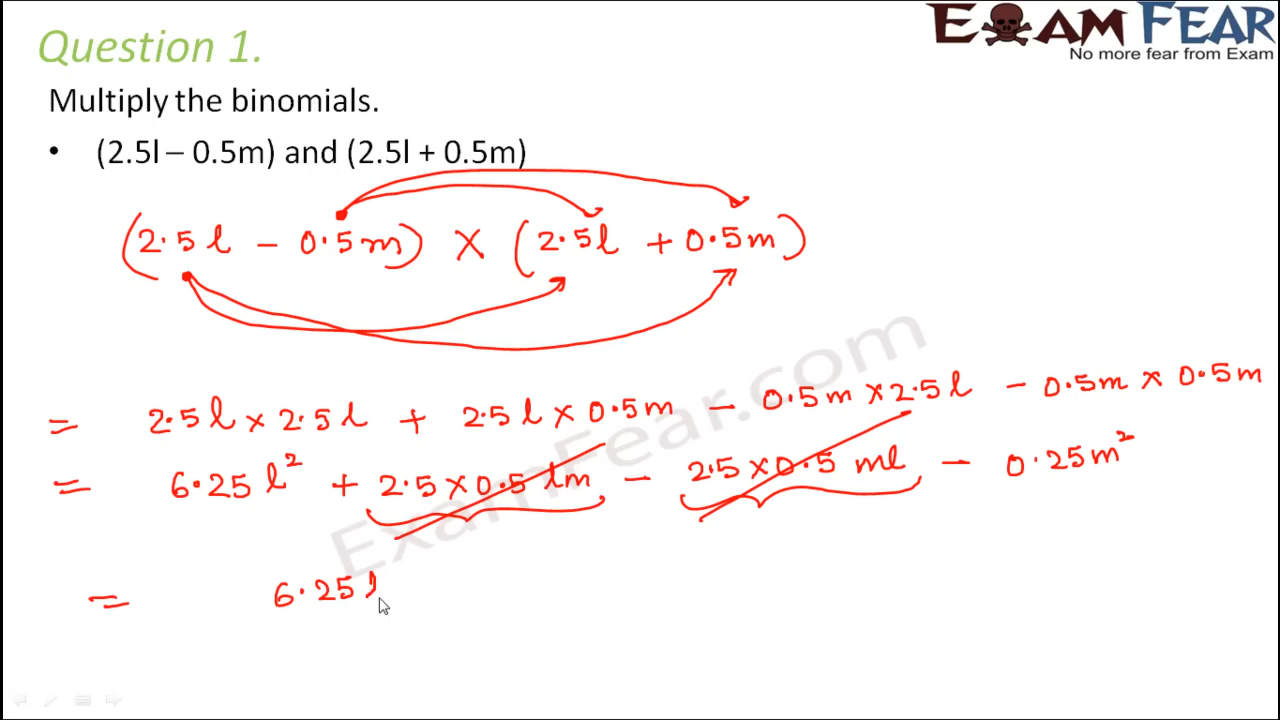 Question 1.
EXAM FEAR
No more fear from Exam
Multiply the binomials.
• (2.5l – 0.5m) and (2.5l + 0.5m)
(2.5l - 0.5m) × (2.5l + 0.5m)
= 2.5l × 2.5l + 2.5l × 0.5m - 0.5m × 2.5l - 0.5m × 0.5m
= 6.25l² + 2.5×0.5 lm - 2.5×0.5 ml - 0.25m²
= 6.25l
ExamFear.com